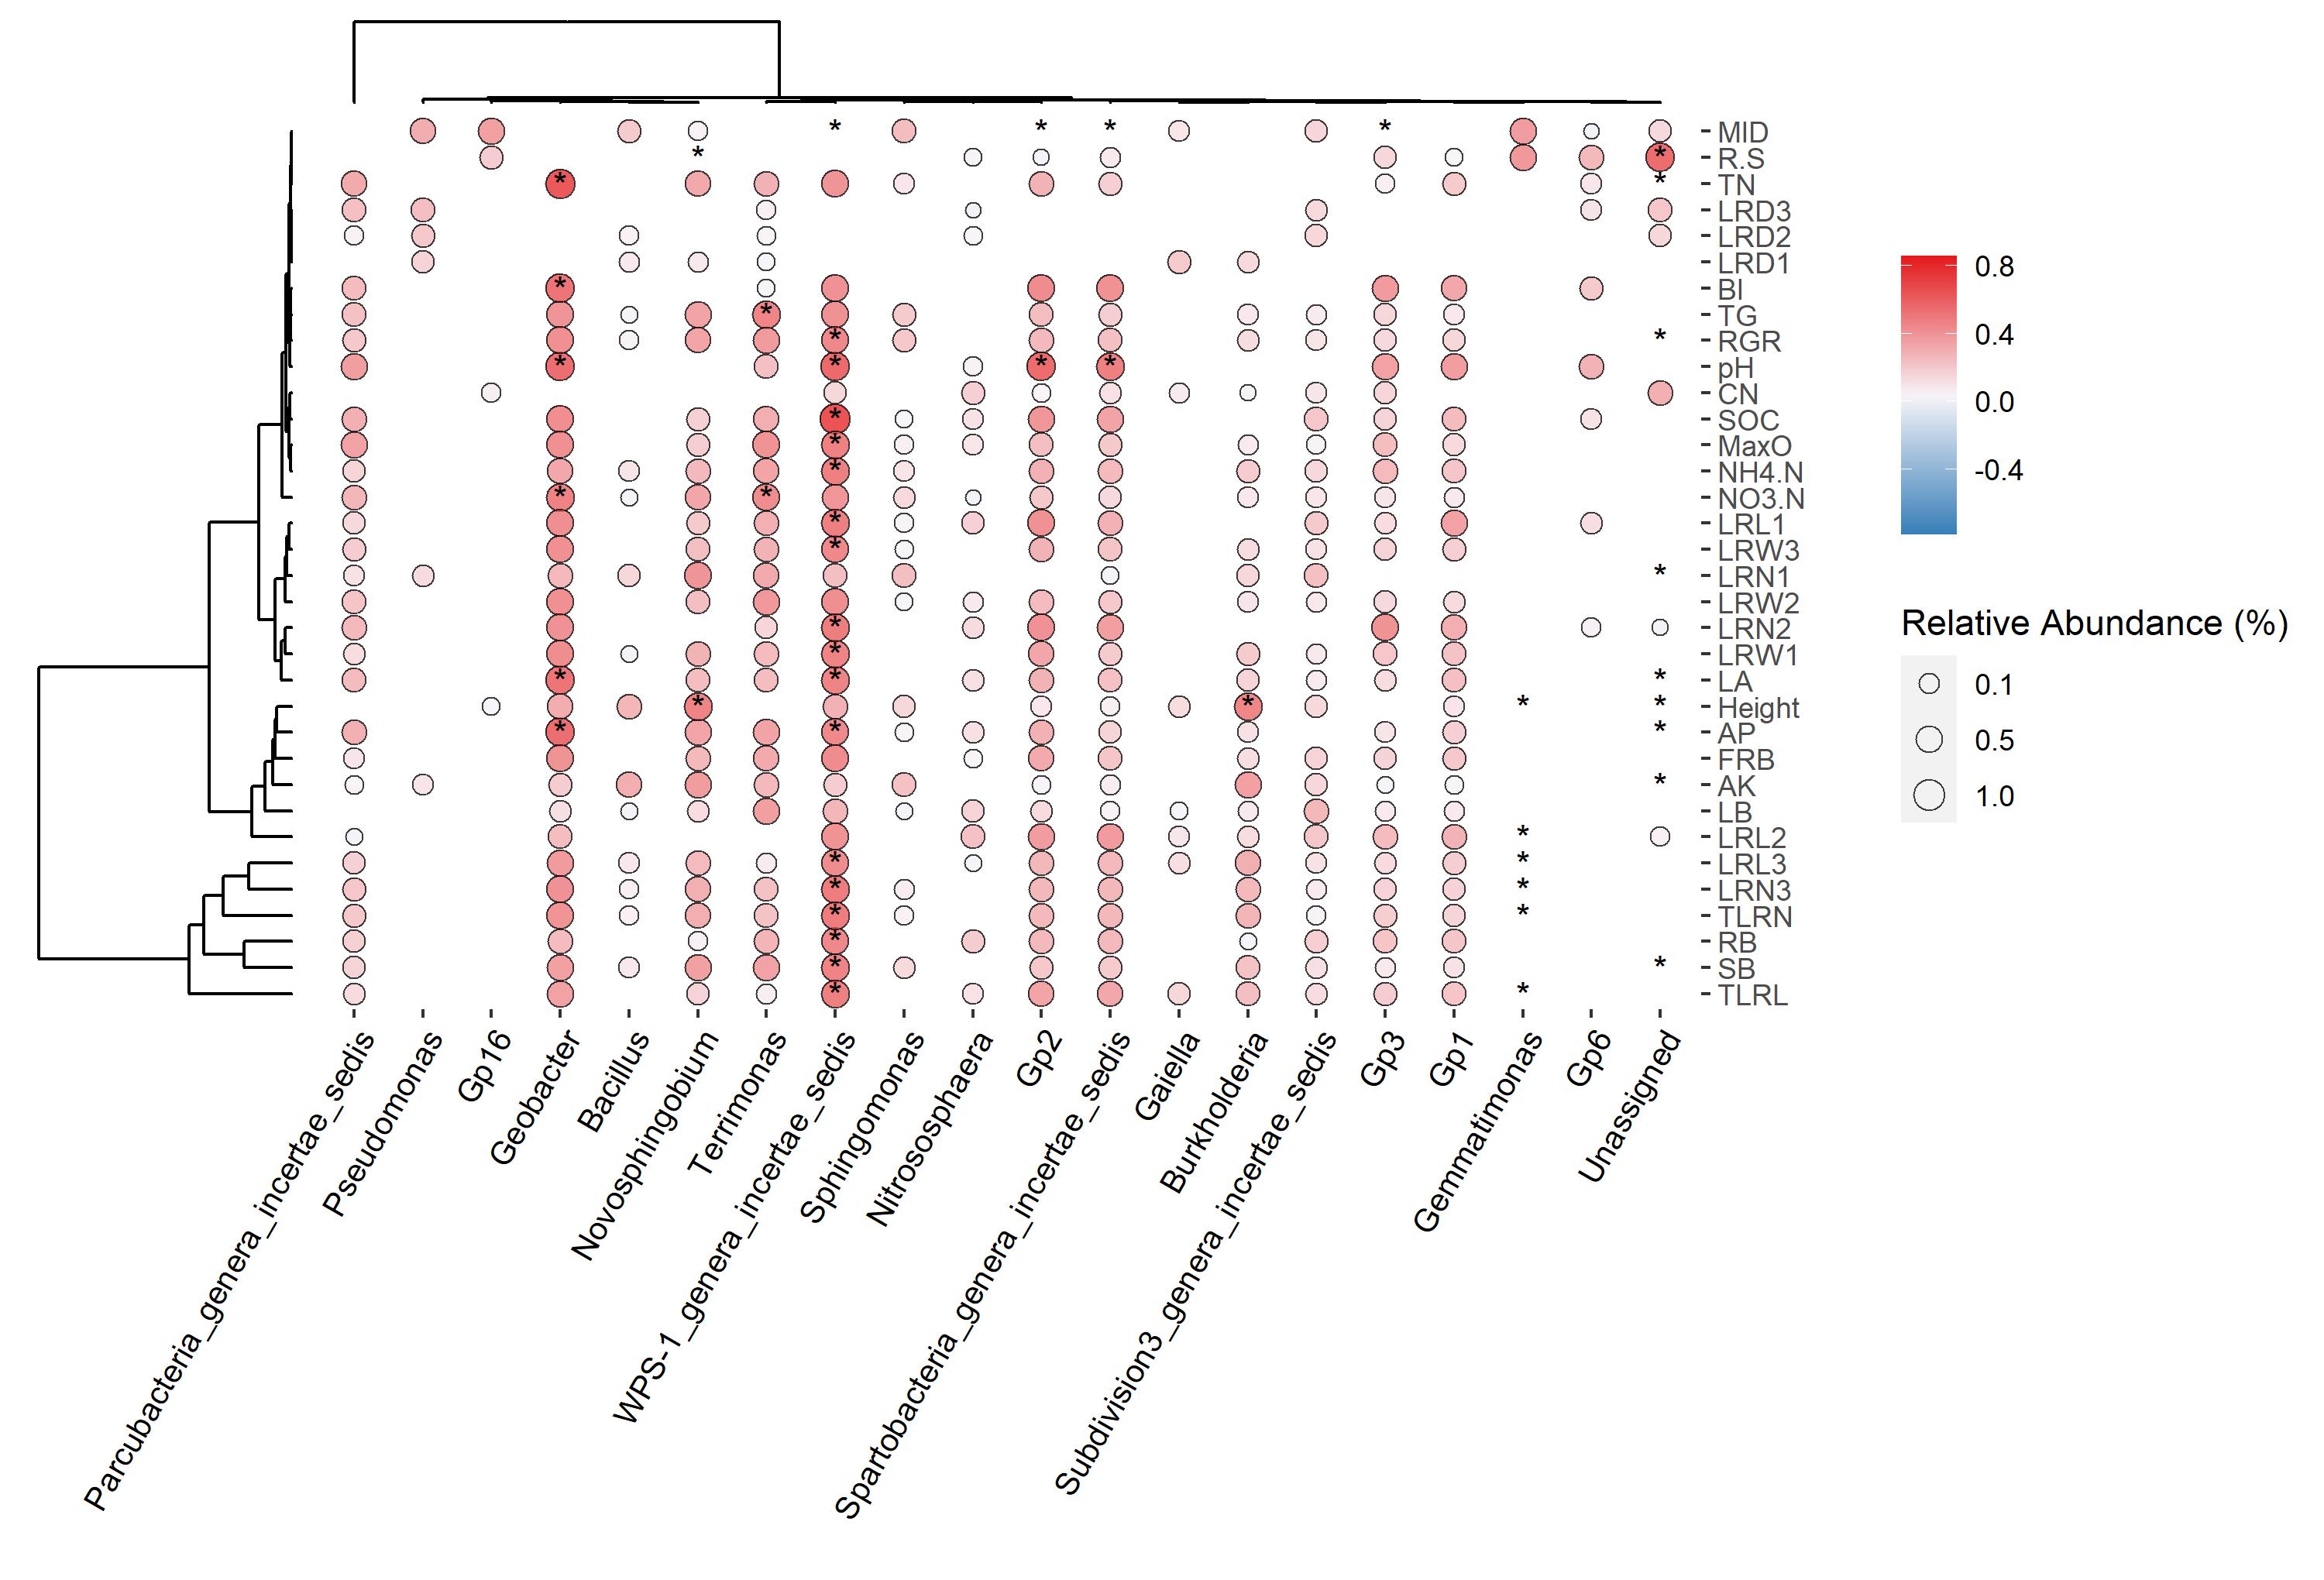 MID
R.S
TN
LRD3
LRD2
LRD1
BI
TG
RGR
pH
CN
SOC
MaxO
NH4.N
NO3.N
LRL1
LRW3
LRN1
LRW2
LRN2
LRW1
LA
Height
AP
FRB
AK
LB
LRL2
LRL3
LRN3
TLRN
RB
SB
TLRL
0.8
0.4
0.0
-0.4
Relative Abundance (%)
0.1
0.5
1.0
Parcubacteria_genera_incertae_sedis
Pseudomonas
Gp16
Geobacter
Bacillus
Novosphingobium
Terrimonas
WPS-1_genera_incertae_sedis
Sphingomonas
Nitrososphaera
Gp2
Spartobacteria_genera_incertae_sedis
Gaiella
Burkholderia
Subdivision3_genera_incertae_sedis
Gp3
Gp1
Gemmatimonas
Gp6
Unassigned